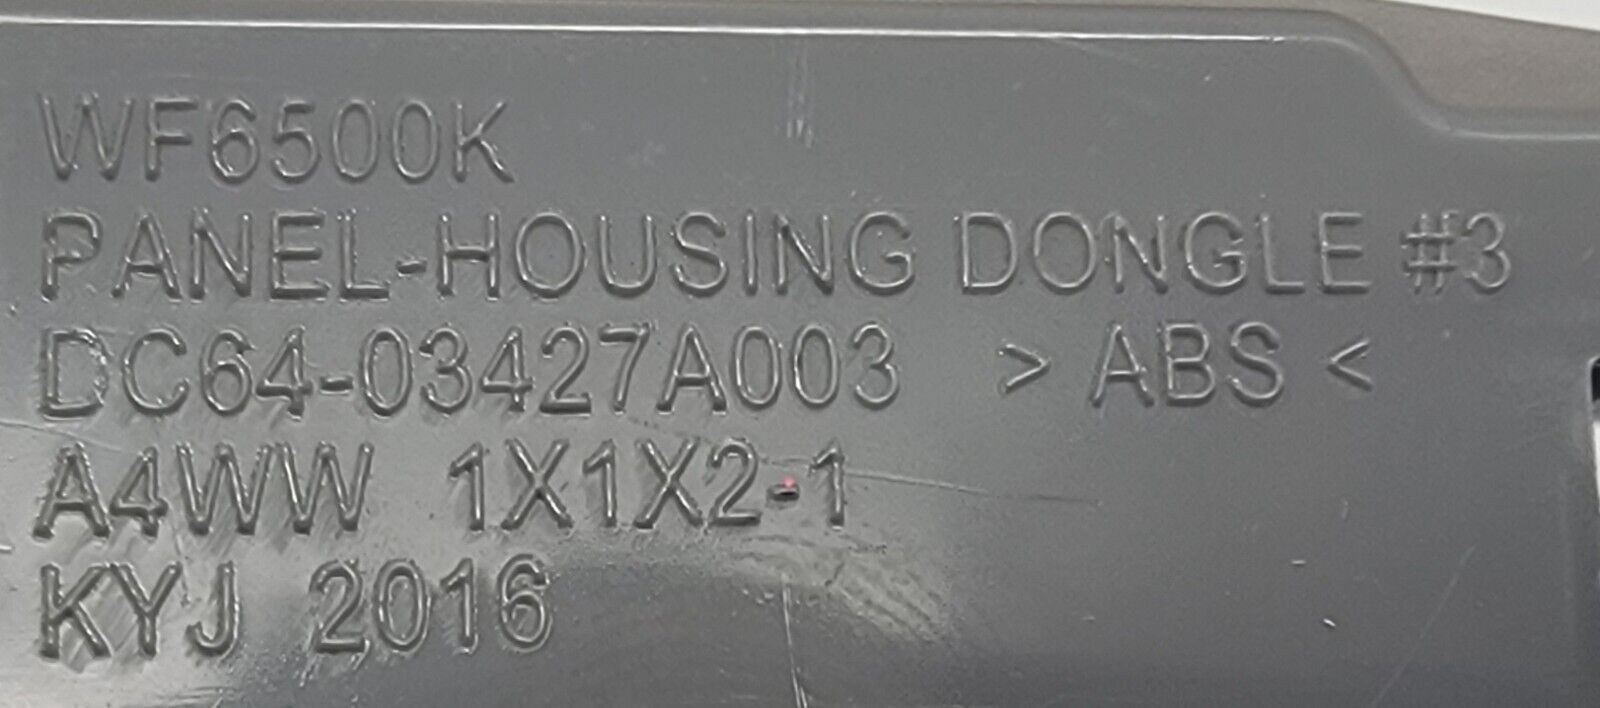 WF6500K
PANEL-HOUSING DONGLE #3
DC64-03427A003 > ABS <
A4WW 1X1X2-1
KYJ 2016